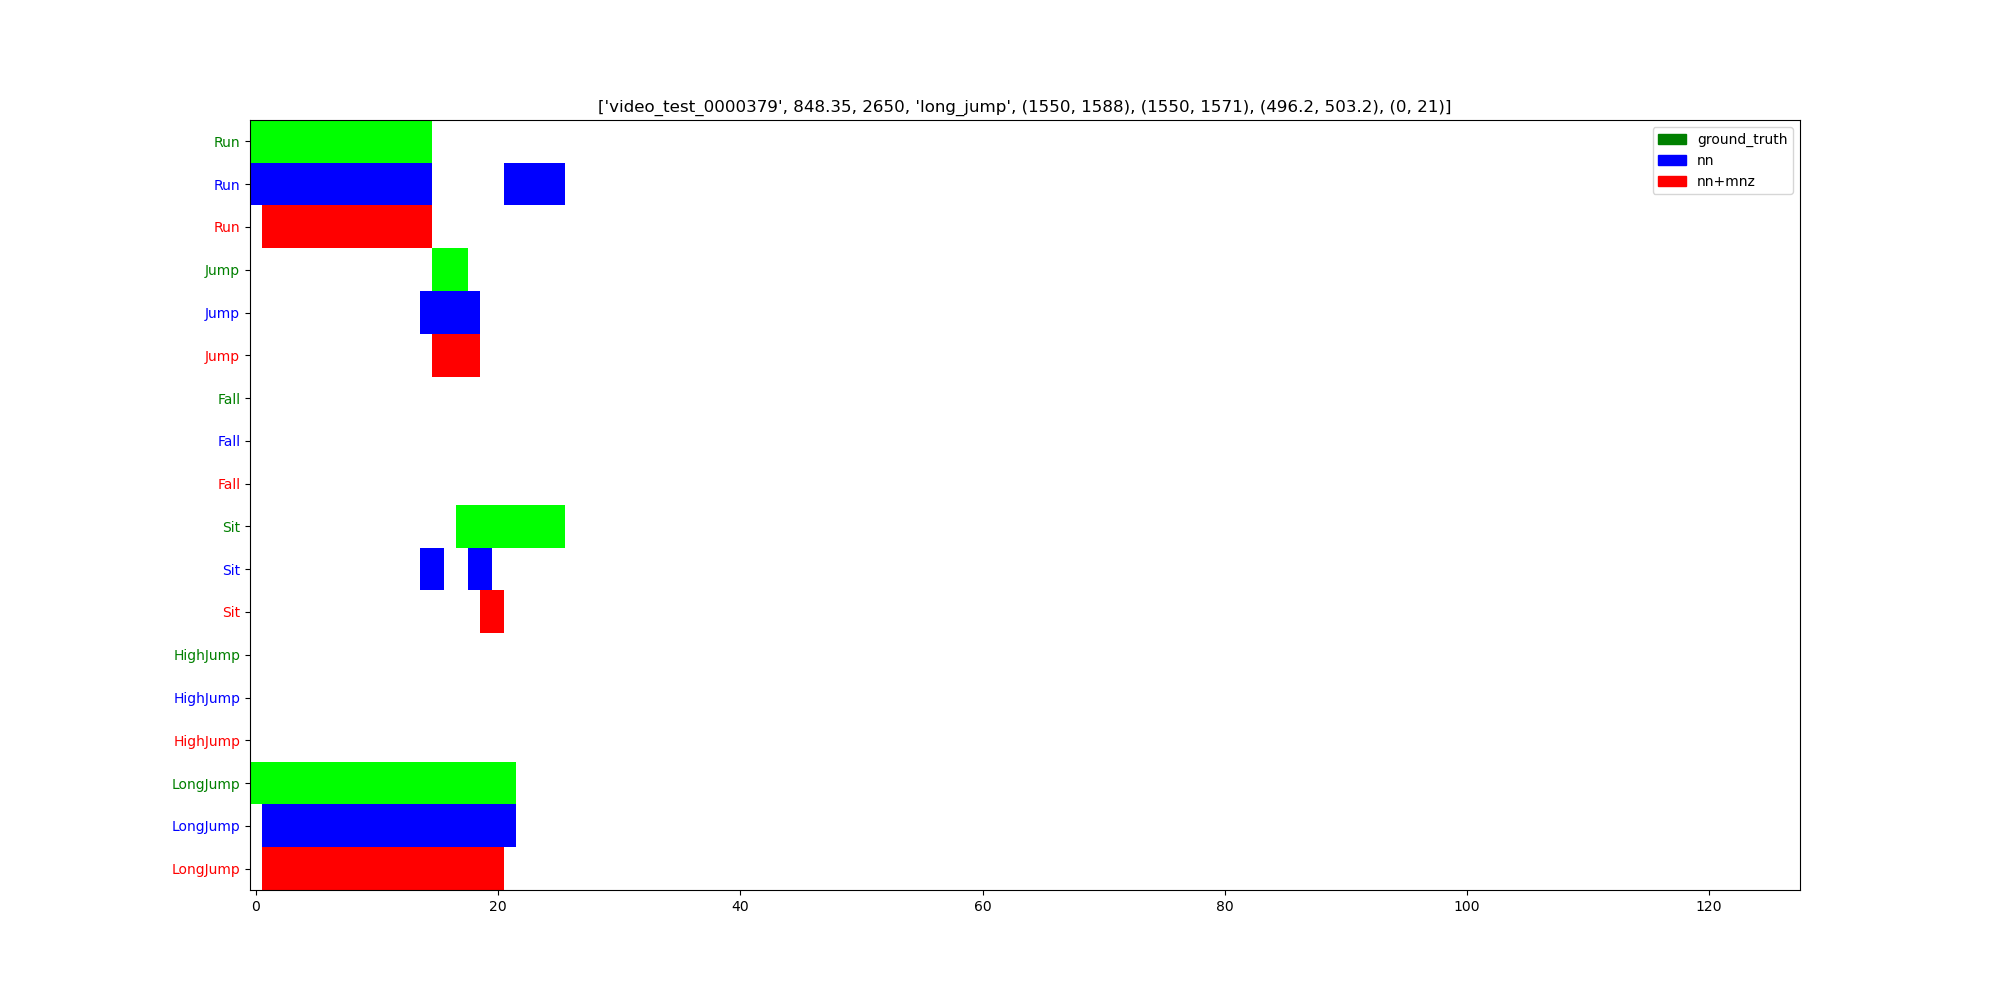 ['video_test_0000379', 848.35, 2650, 'long_jump', (1550, 1588), (1550, 1571), (496.2, 503.2), (0, 21)]
ground_truth
nn
nn+mnz
Run
Run
Run
Jump
Jump
Jump
Fall
Fall
Fall
Sit
Sit
Sit
HighJump
HighJump
HighJump
LongJump
LongJump
LongJump
0 20 40 60 80 100 120